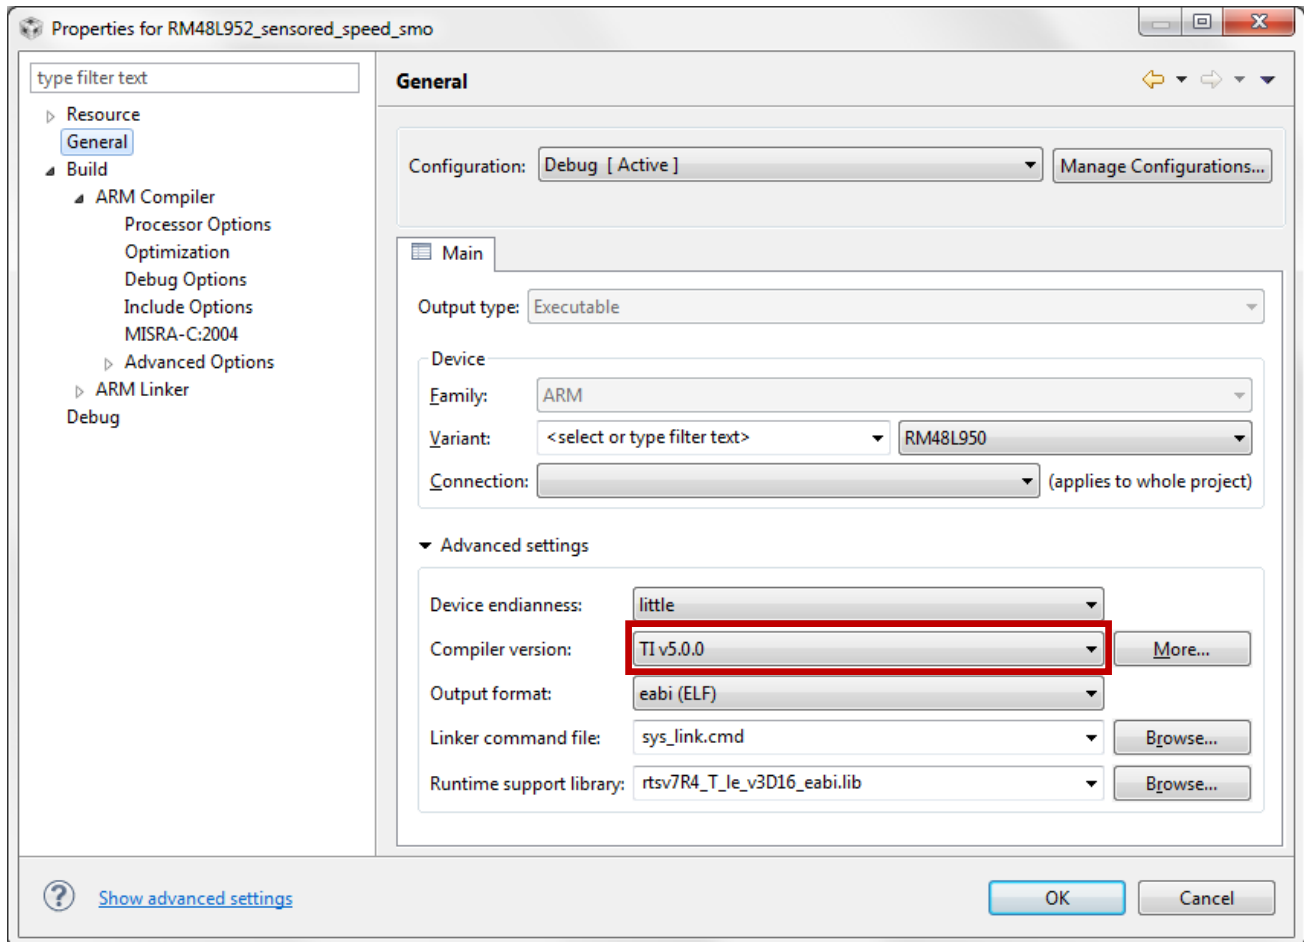 Properties for RM48L952_sensored_speed_smo
type filter text
Resource
General
Build
ARM Compiler
Processor Options
Optimization
Debug Options
Include Options
MISRA-C:2004
Advanced Options
ARM Linker
Debug
General
Configuration: Debug [ Active ] Manage Configurations...
Main
Output type: Executable
Device
Family: ARM
Variant: <select or type filter text> RM48L950
Connection: (applies to whole project)
Advanced settings
Device endianness: little
Compiler version: TI v5.0.0 More...
Output format: eabi (ELF)
Linker command file: sys_link.cmd Browse...
Runtime support library: rtsv7R4_T_le_v3D16_eabi.lib Browse...
? Show advanced settings OK Cancel